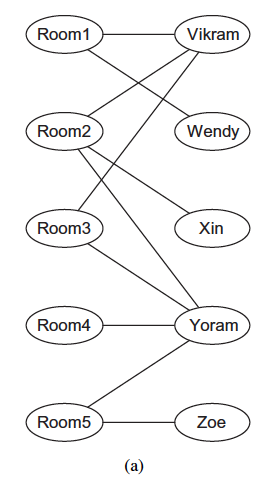 Room1 Vikram
Room2 Wendy
Room3 Xin
Room4 Yoram
Room5 Zoe
(a)